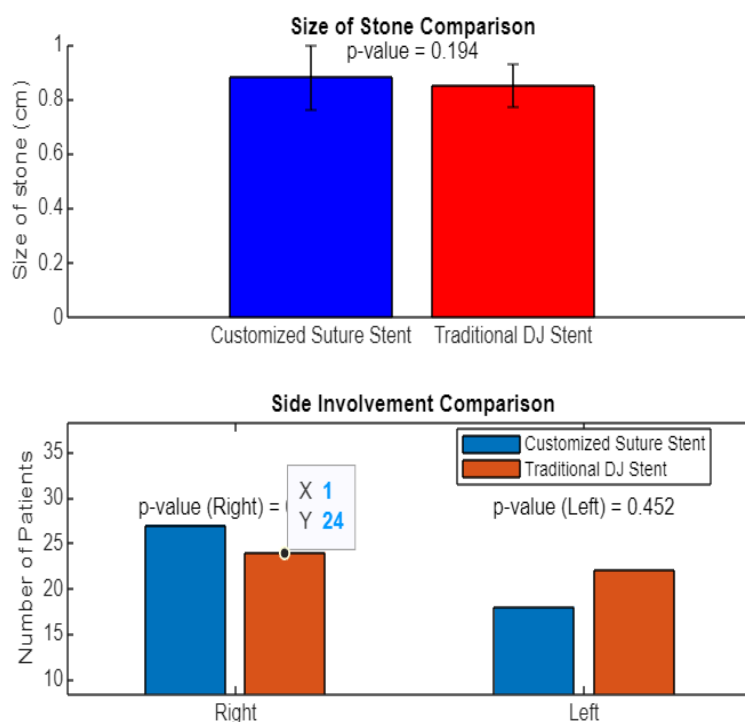 Size of Stone Comparison
p-value = 0.194
Size of stone (cm)
1
0.8
0.6
0.4
0.2
0
Customized Suture Stent Traditional DJ Stent
Side Involvement Comparison
Number of Patients
35
30
25
20
15
10
Customized Suture Stent
Traditional DJ Stent
p-value (Right) =
X 1
Y 24
p-value (Left) = 0.452
Right Left